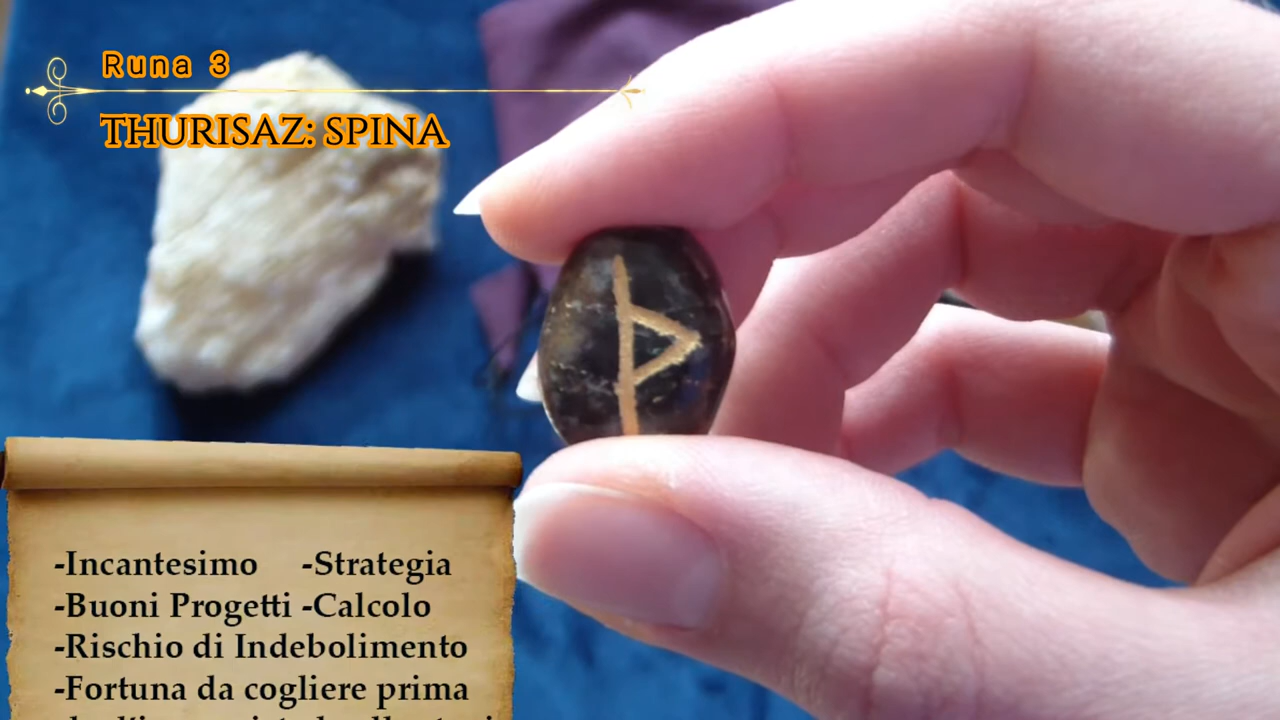 Runa 3
THURISAZ: SPINA
ᚦ
-Incantesimo -Strategia
-Buoni Progetti -Calcolo
-Rischio di Indebolimento
-Fortuna da cogliere prima